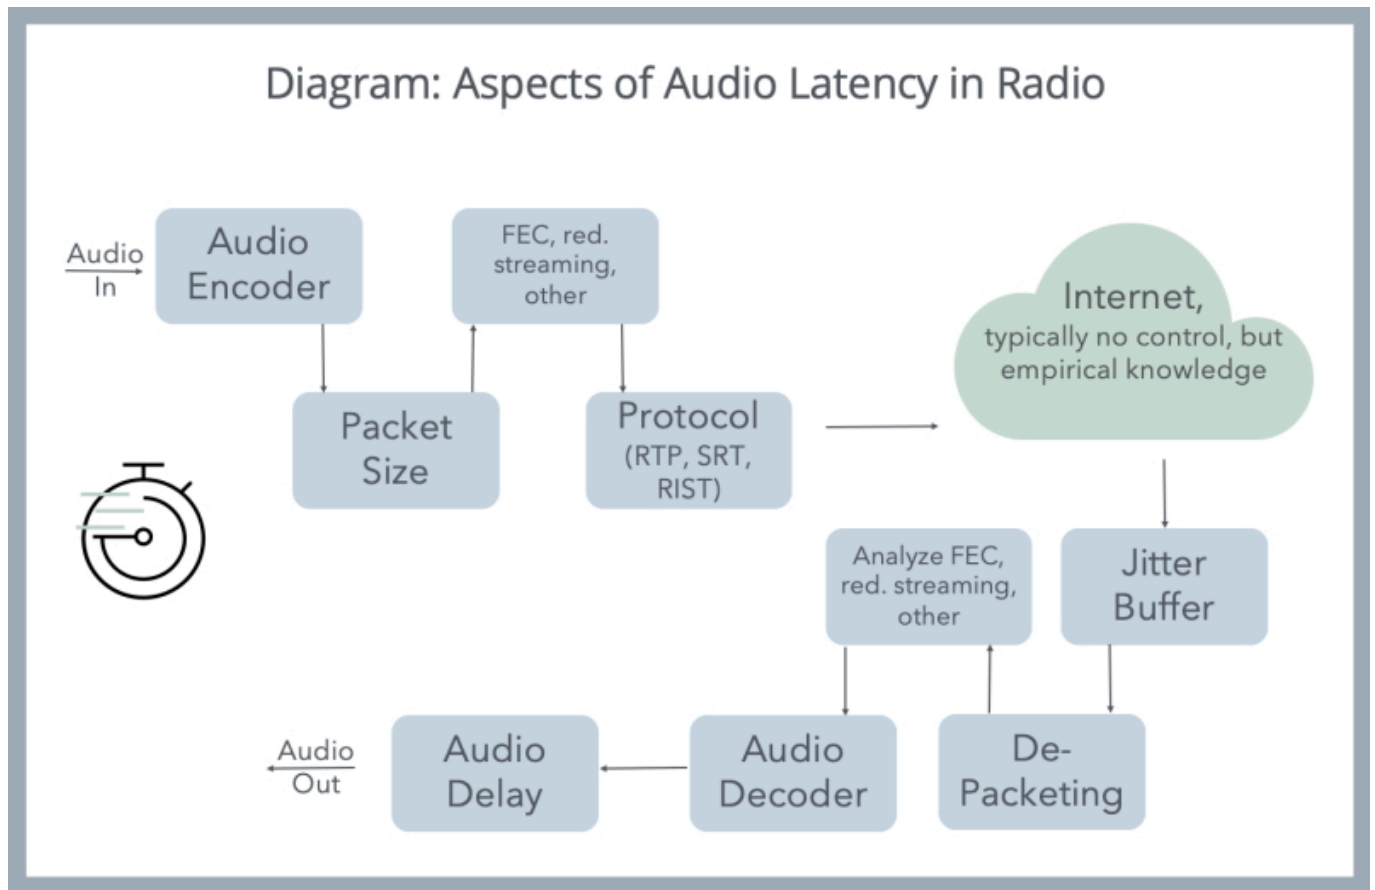 Diagram: Aspects of Audio Latency in Radio
Audio
In
Audio
Encoder
Packet
Size
FEC, red.
streaming,
other
Protocol
(RTP, SRT,
RIST)
Internet,
typically no control, but
empirical knowledge
Jitter
Buffer
De-
Packeting
Analyze FEC,
red. streaming,
other
Audio
Decoder
Audio
Delay
Audio
Out